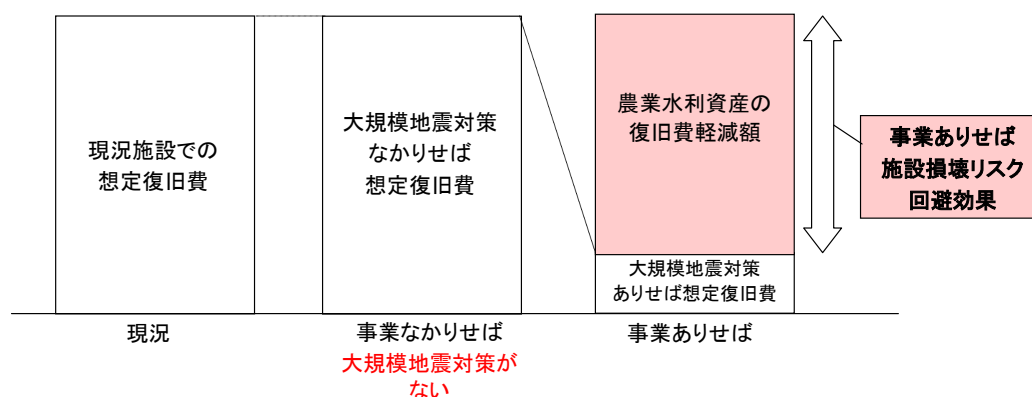 現況施設での
想定復旧費
大規模地震対策
なかりせば
想定復旧費
農業水利資産の
復旧費軽減額
大規模地震対策
ありせば想定復旧費
事業ありせば
施設損壊リスク
回避効果
現況
事業なかりせば
大規模地震対策が
ない
事業ありせば